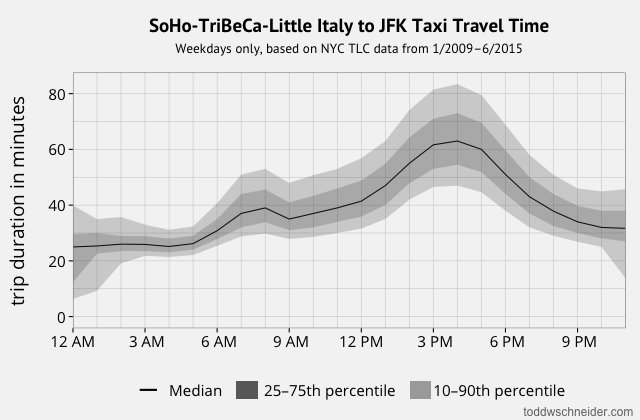 SoHo-TriBeCa-Little Italy to JFK Taxi Travel Time
Weekdays only, based on NYC TLC data from 1/2009–6/2015
trip duration in minutes
80
60
40
20
0
12 AM 3 AM 6 AM 9 AM 12 PM 3 PM 6 PM 9 PM
Median 25–75th percentile 10–90th percentile
toddwschneider.com